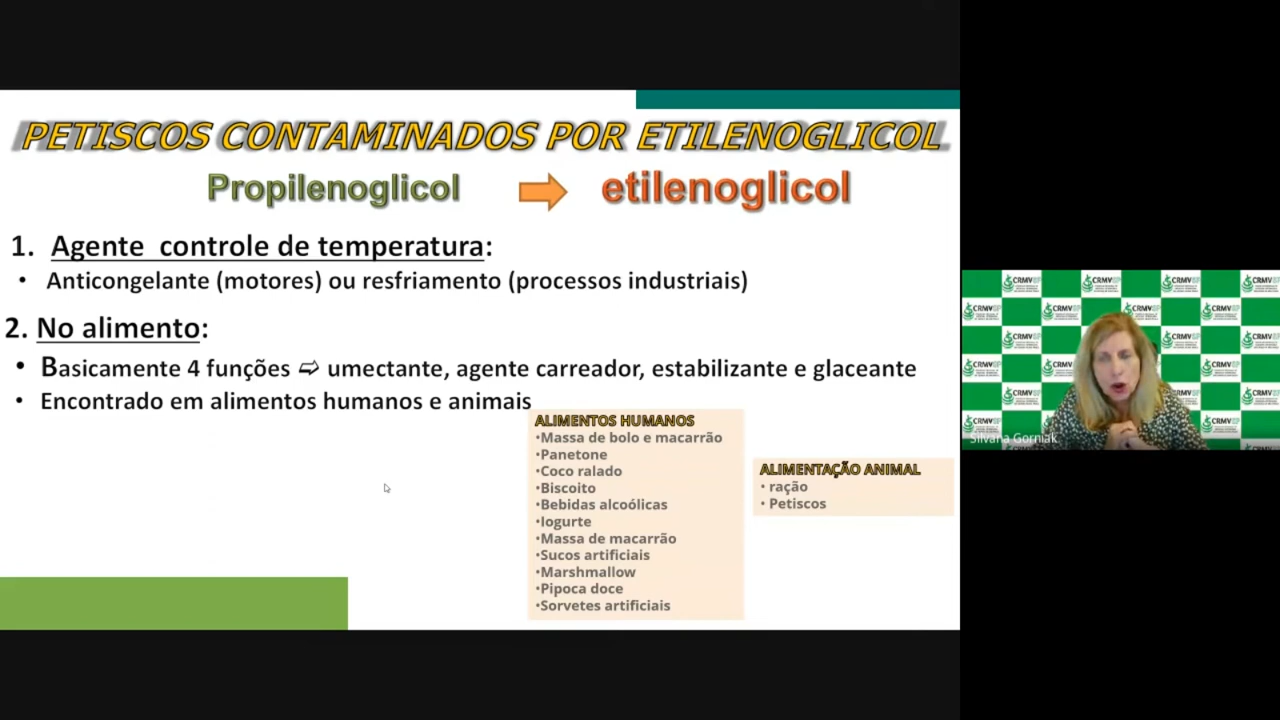 PETISCOS CONTAMINADOS POR ETILENOGLICOL
Propilenoglicol ➡ etilenoglicol
1. Agente controle de temperatura:
• Anticongelante (motores) ou resfriamento (processos industriais)
2. No alimento:
• Basicamente 4 funções ⇨ umectante, agente carreador, estabilizante e glaceante
• Encontrado em alimentos humanos e animais
ALIMENTOS HUMANOS
•Massa de bolo e macarrão
•Panetone
•Coco ralado
•Biscoito
•Bebidas alcoólicas
•Iogurte
•Massa de macarrão
•Sucos artificiais
•Marshmallow
•Pipoca doce
•Sorvetes artificiais
ALIMENTAÇÃO ANIMAL
• ração
• Petiscos
CRMVSP
Silvana Gorniak